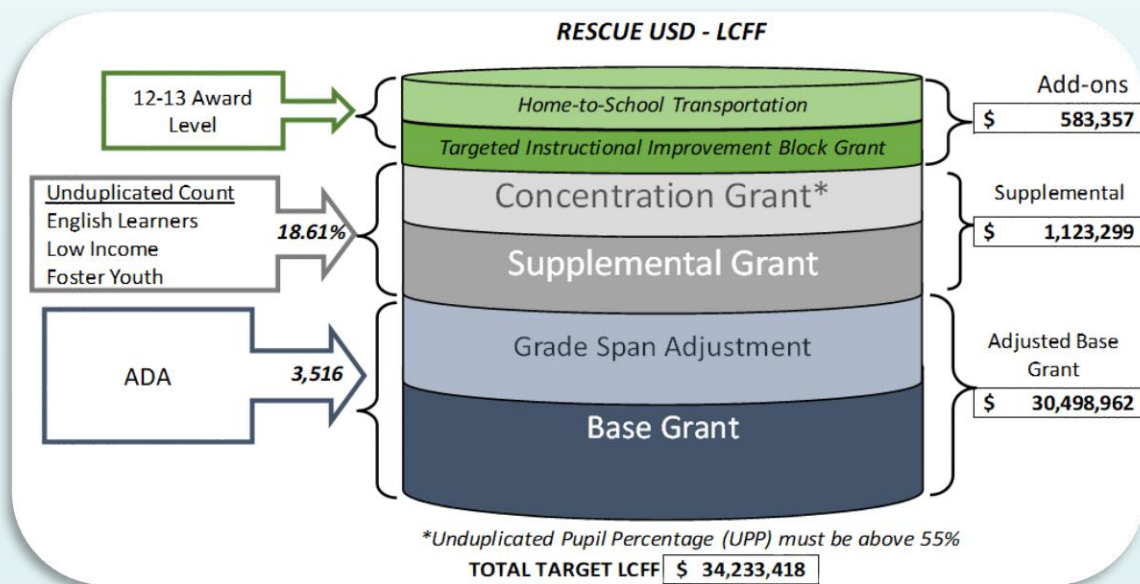 RESCUE USD - LCFF
12-13 Award
Level
Home-to-School Transportation
Targeted Instructional Improvement Block Grant
Add-ons
$ 583,357
Unduplicated Count
English Learners
Low Income
Foster Youth
18.61%
Concentration Grant*
Supplemental Grant
Supplemental
$ 1,123,299
ADA
3,516
Grade Span Adjustment
Base Grant
Adjusted Base
Grant
$ 30,498,962
*Unduplicated Pupil Percentage (UPP) must be above 55%
TOTAL TARGET LCFF $ 34,233,418